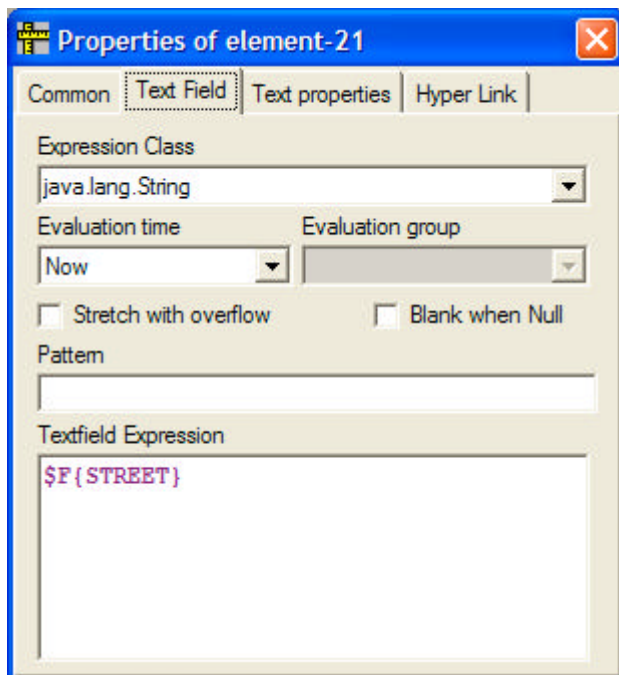 Properties of element-21
Common Text Field Text properties Hyper Link
Expression Class
java.lang.String
Evaluation time Evaluation group
Now
Stretch with overflow Blank when Null
Pattern
Textfield Expression
$F{STREET}